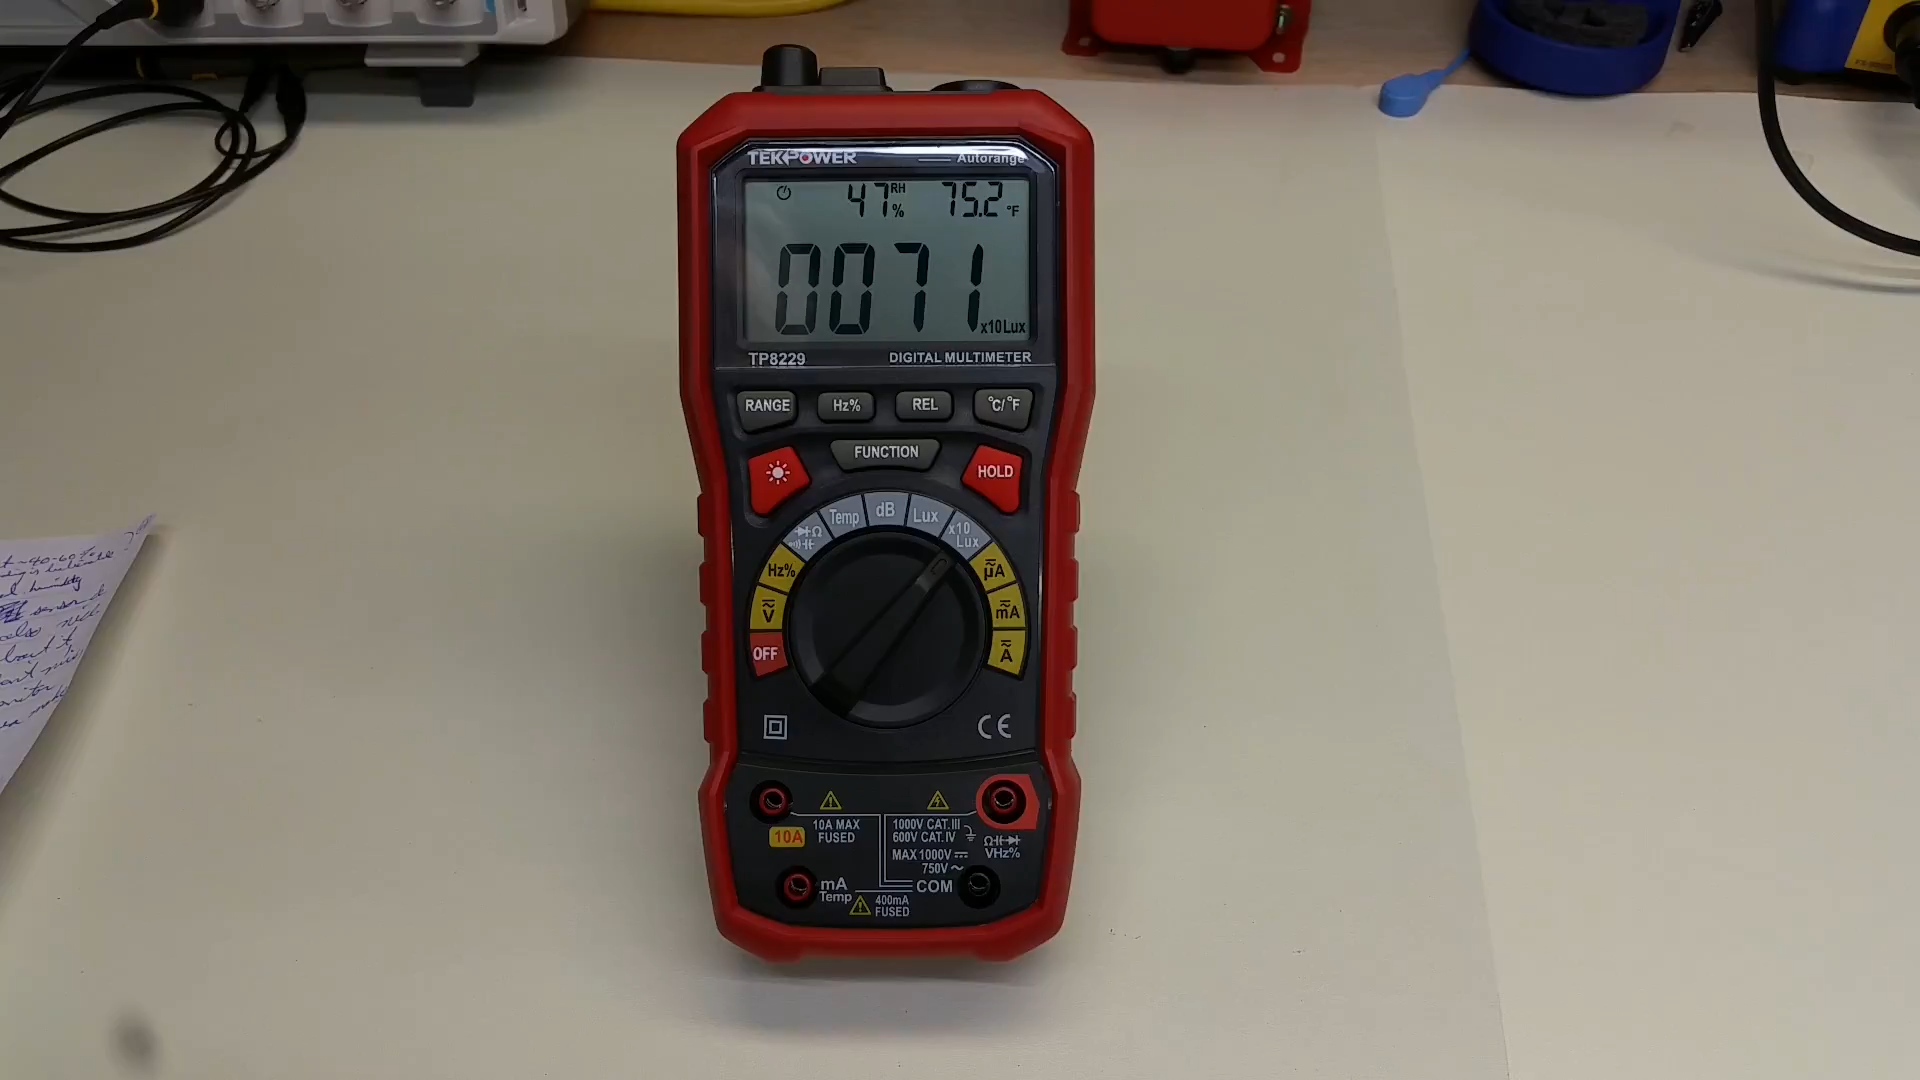 TEKPOWER
Autorange
47 RH % 75.2 °F
0071
x10Lux
TP8229 DIGITAL MULTIMETER
RANGE Hz% REL °C/°F
FUNCTION
HOLD
Temp dB Lux x10 Lux
Ω
Hz%
V
OFF
µA
mA
A
CE
10A
10A MAX
FUSED
1000V CAT.III
600V CAT.IV
MAX 1000V
750V
Ω
VHz%
mA
Temp
COM
400mA
FUSED
sensor
also